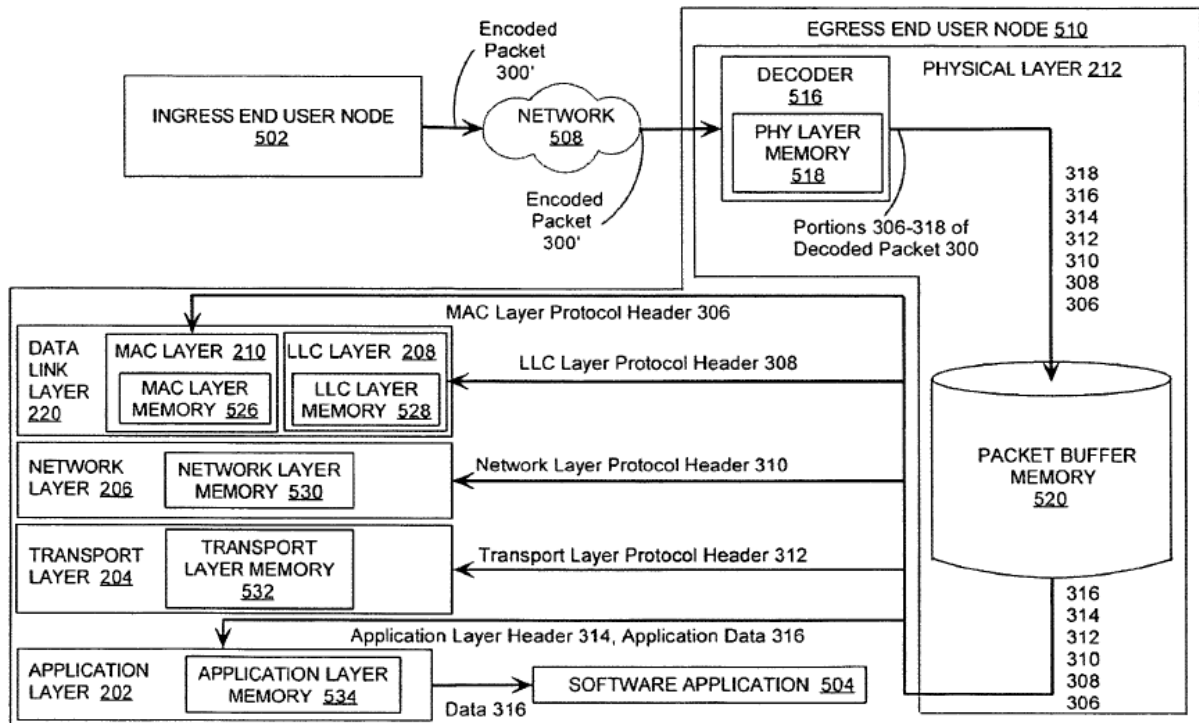 EGRESS END USER NODE 510
PHYSICAL LAYER 212
Encoded
Packet
300'
INGRESS END USER NODE
502
NETWORK
508
Encoded
Packet
300'
DECODER
516
PHY LAYER
MEMORY
518
Portions 306-318 of
Decoded Packet 300
318
316
314
312
310
308
306
MAC Layer Protocol Header 306
DATA
LINK
LAYER
220
MAC LAYER 210
MAC LAYER
MEMORY 526
LLC LAYER 208
LLC LAYER
MEMORY 528
LLC Layer Protocol Header 308
NETWORK
LAYER 206
NETWORK LAYER
MEMORY 530
Network Layer Protocol Header 310
PACKET BUFFER
MEMORY
520
TRANSPORT
LAYER 204
TRANSPORT
LAYER MEMORY
532
Transport Layer Protocol Header 312
316
314
312
310
308
306
Application Layer Header 314, Application Data 316
APPLICATION
LAYER 202
APPLICATION LAYER
MEMORY 534
Data 316
SOFTWARE APPLICATION 504